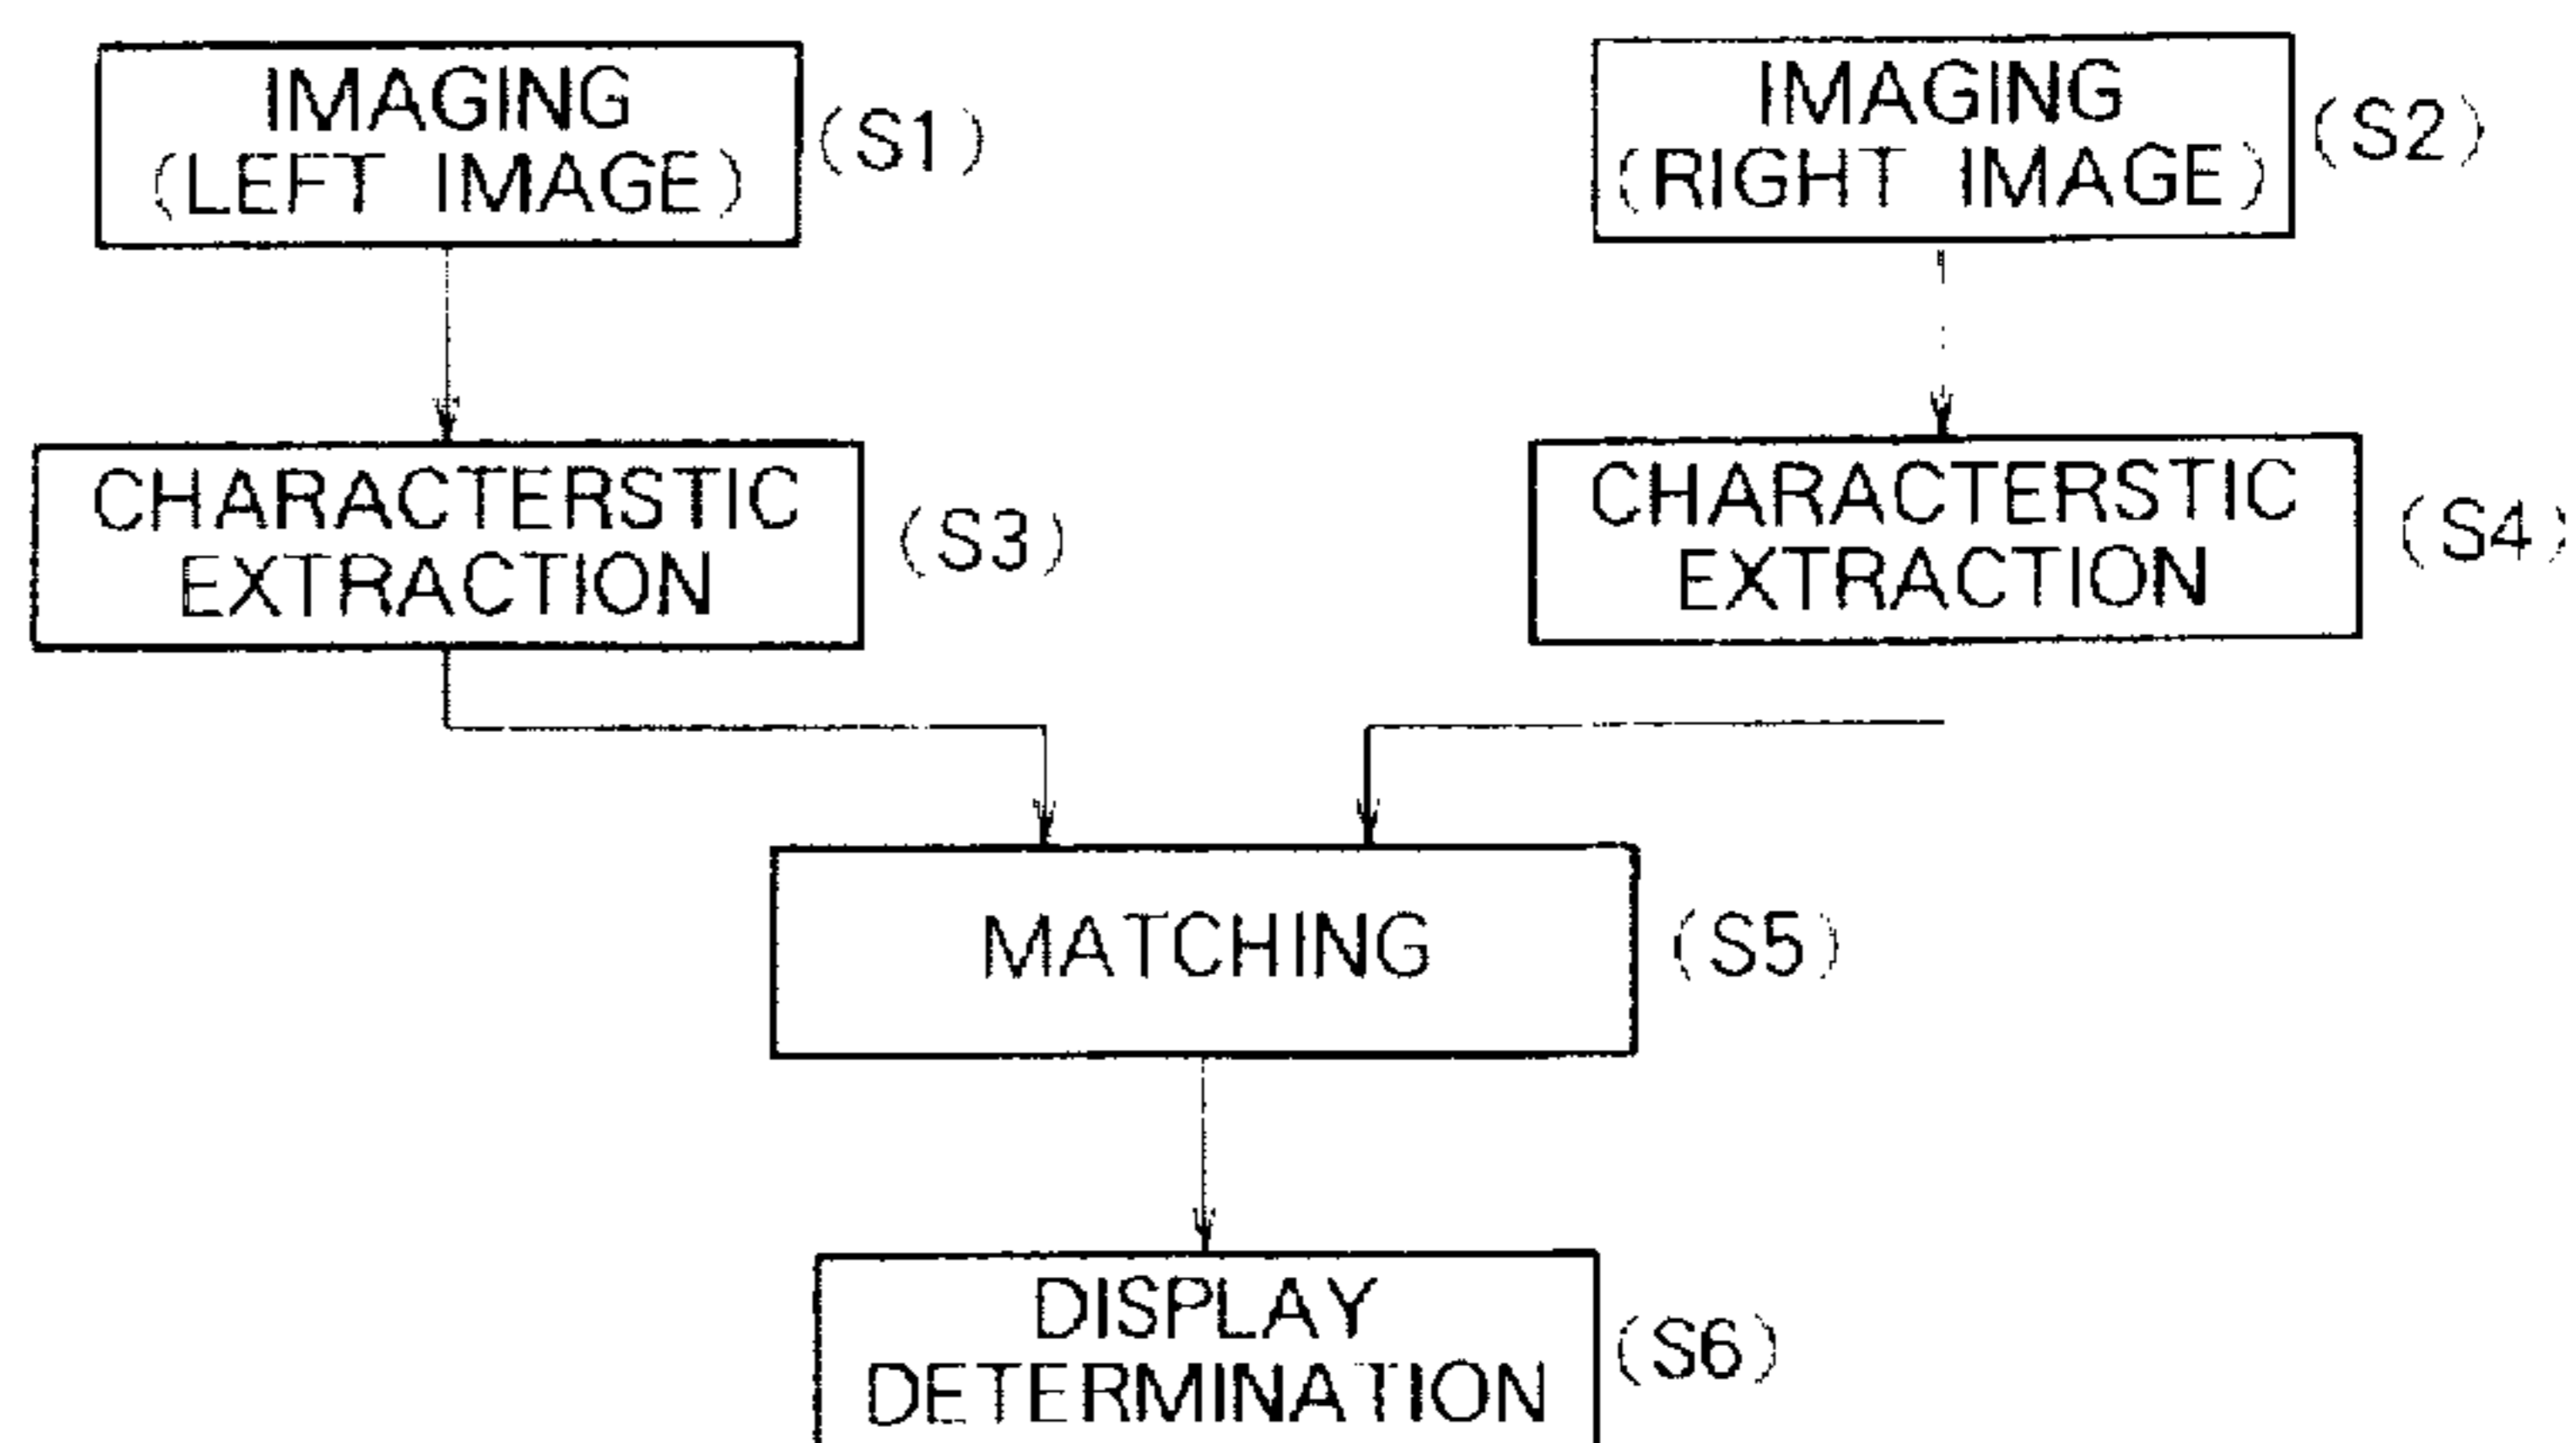 IMAGING
(LEFT IMAGE)
(S1)
IMAGING
(RIGHT IMAGE)
(S2)
CHARACTERSTIC
EXTRACTION
(S3)
CHARACTERSTIC
EXTRACTION
(S4)
MATCHING
(S5)
DISPLAY
DETERMINATION
(S6)